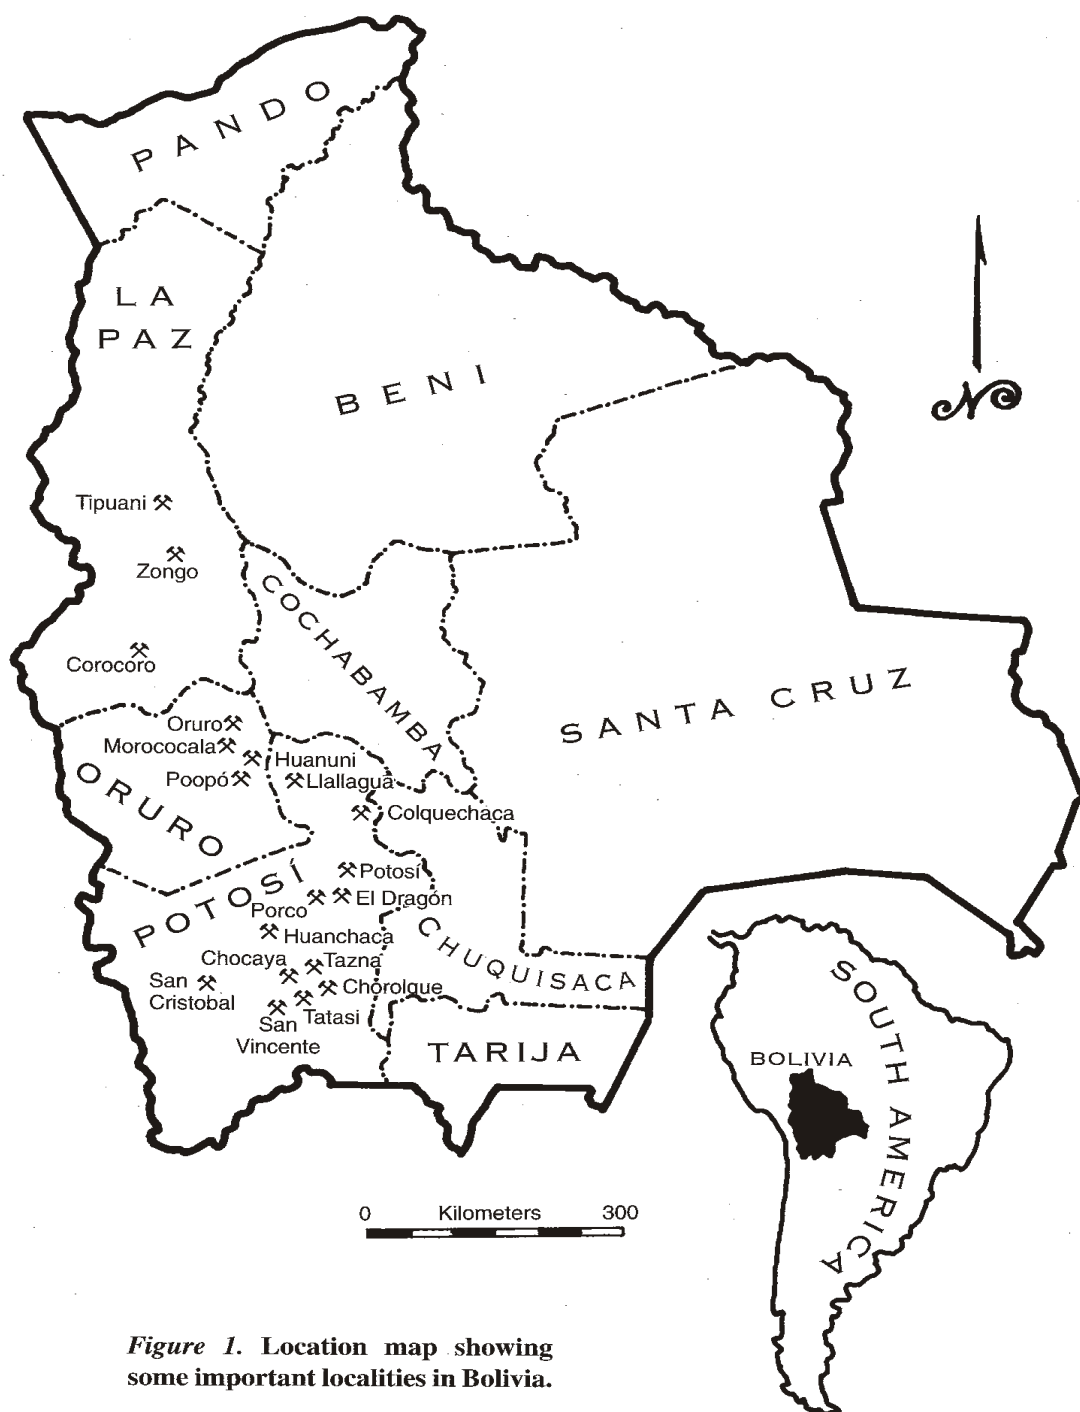 PANDO
LA
PAZ
BENI
N
Tipuani
Zongo
COCHABAMBA
Corocoro
SANTA CRUZ
Oruro
Morococala
Huanuni
Poopó
Llallagua
ORURO
Colquechaca
POTOSÍ
Potosí
El Dragón
Porco
Huanchaca
CHUQUISACA
Chocaya
Tazna
San
Cristobal
Chorolque
Tatasi
San
Vincente
TARIJA
SOUTH AMERICA
BOLIVIA
0 Kilometers 300
Figure 1. Location map showing
some important localities in Bolivia.